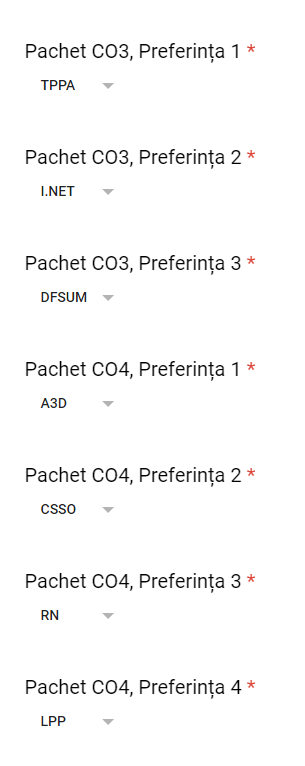 Pachet CO3, Preferința 1 *
TPPA
Pachet CO3, Preferința 2 *
I.NET
Pachet CO3, Preferința 3 *
DFSUM
Pachet CO4, Preferința 1 *
A3D
Pachet CO4, Preferința 2 *
CSSO
Pachet CO4, Preferința 3 *
RN
Pachet CO4, Preferința 4 *
LPP